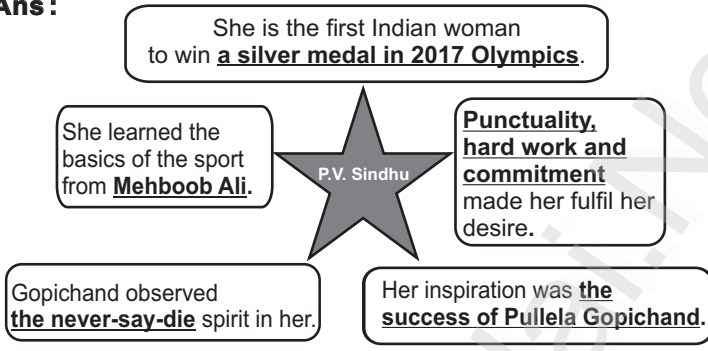 Ans :
She is the first Indian woman
to win a silver medal in 2017 Olympics.
She learned the
basics of the sport
from Mehboob Ali.
P.V. Sindhu
Punctuality,
hard work and
commitment
made her fulfil her
desire.
Gopichand observed
the never-say-die spirit in her.
Her inspiration was the
success of Pullela Gopichand.